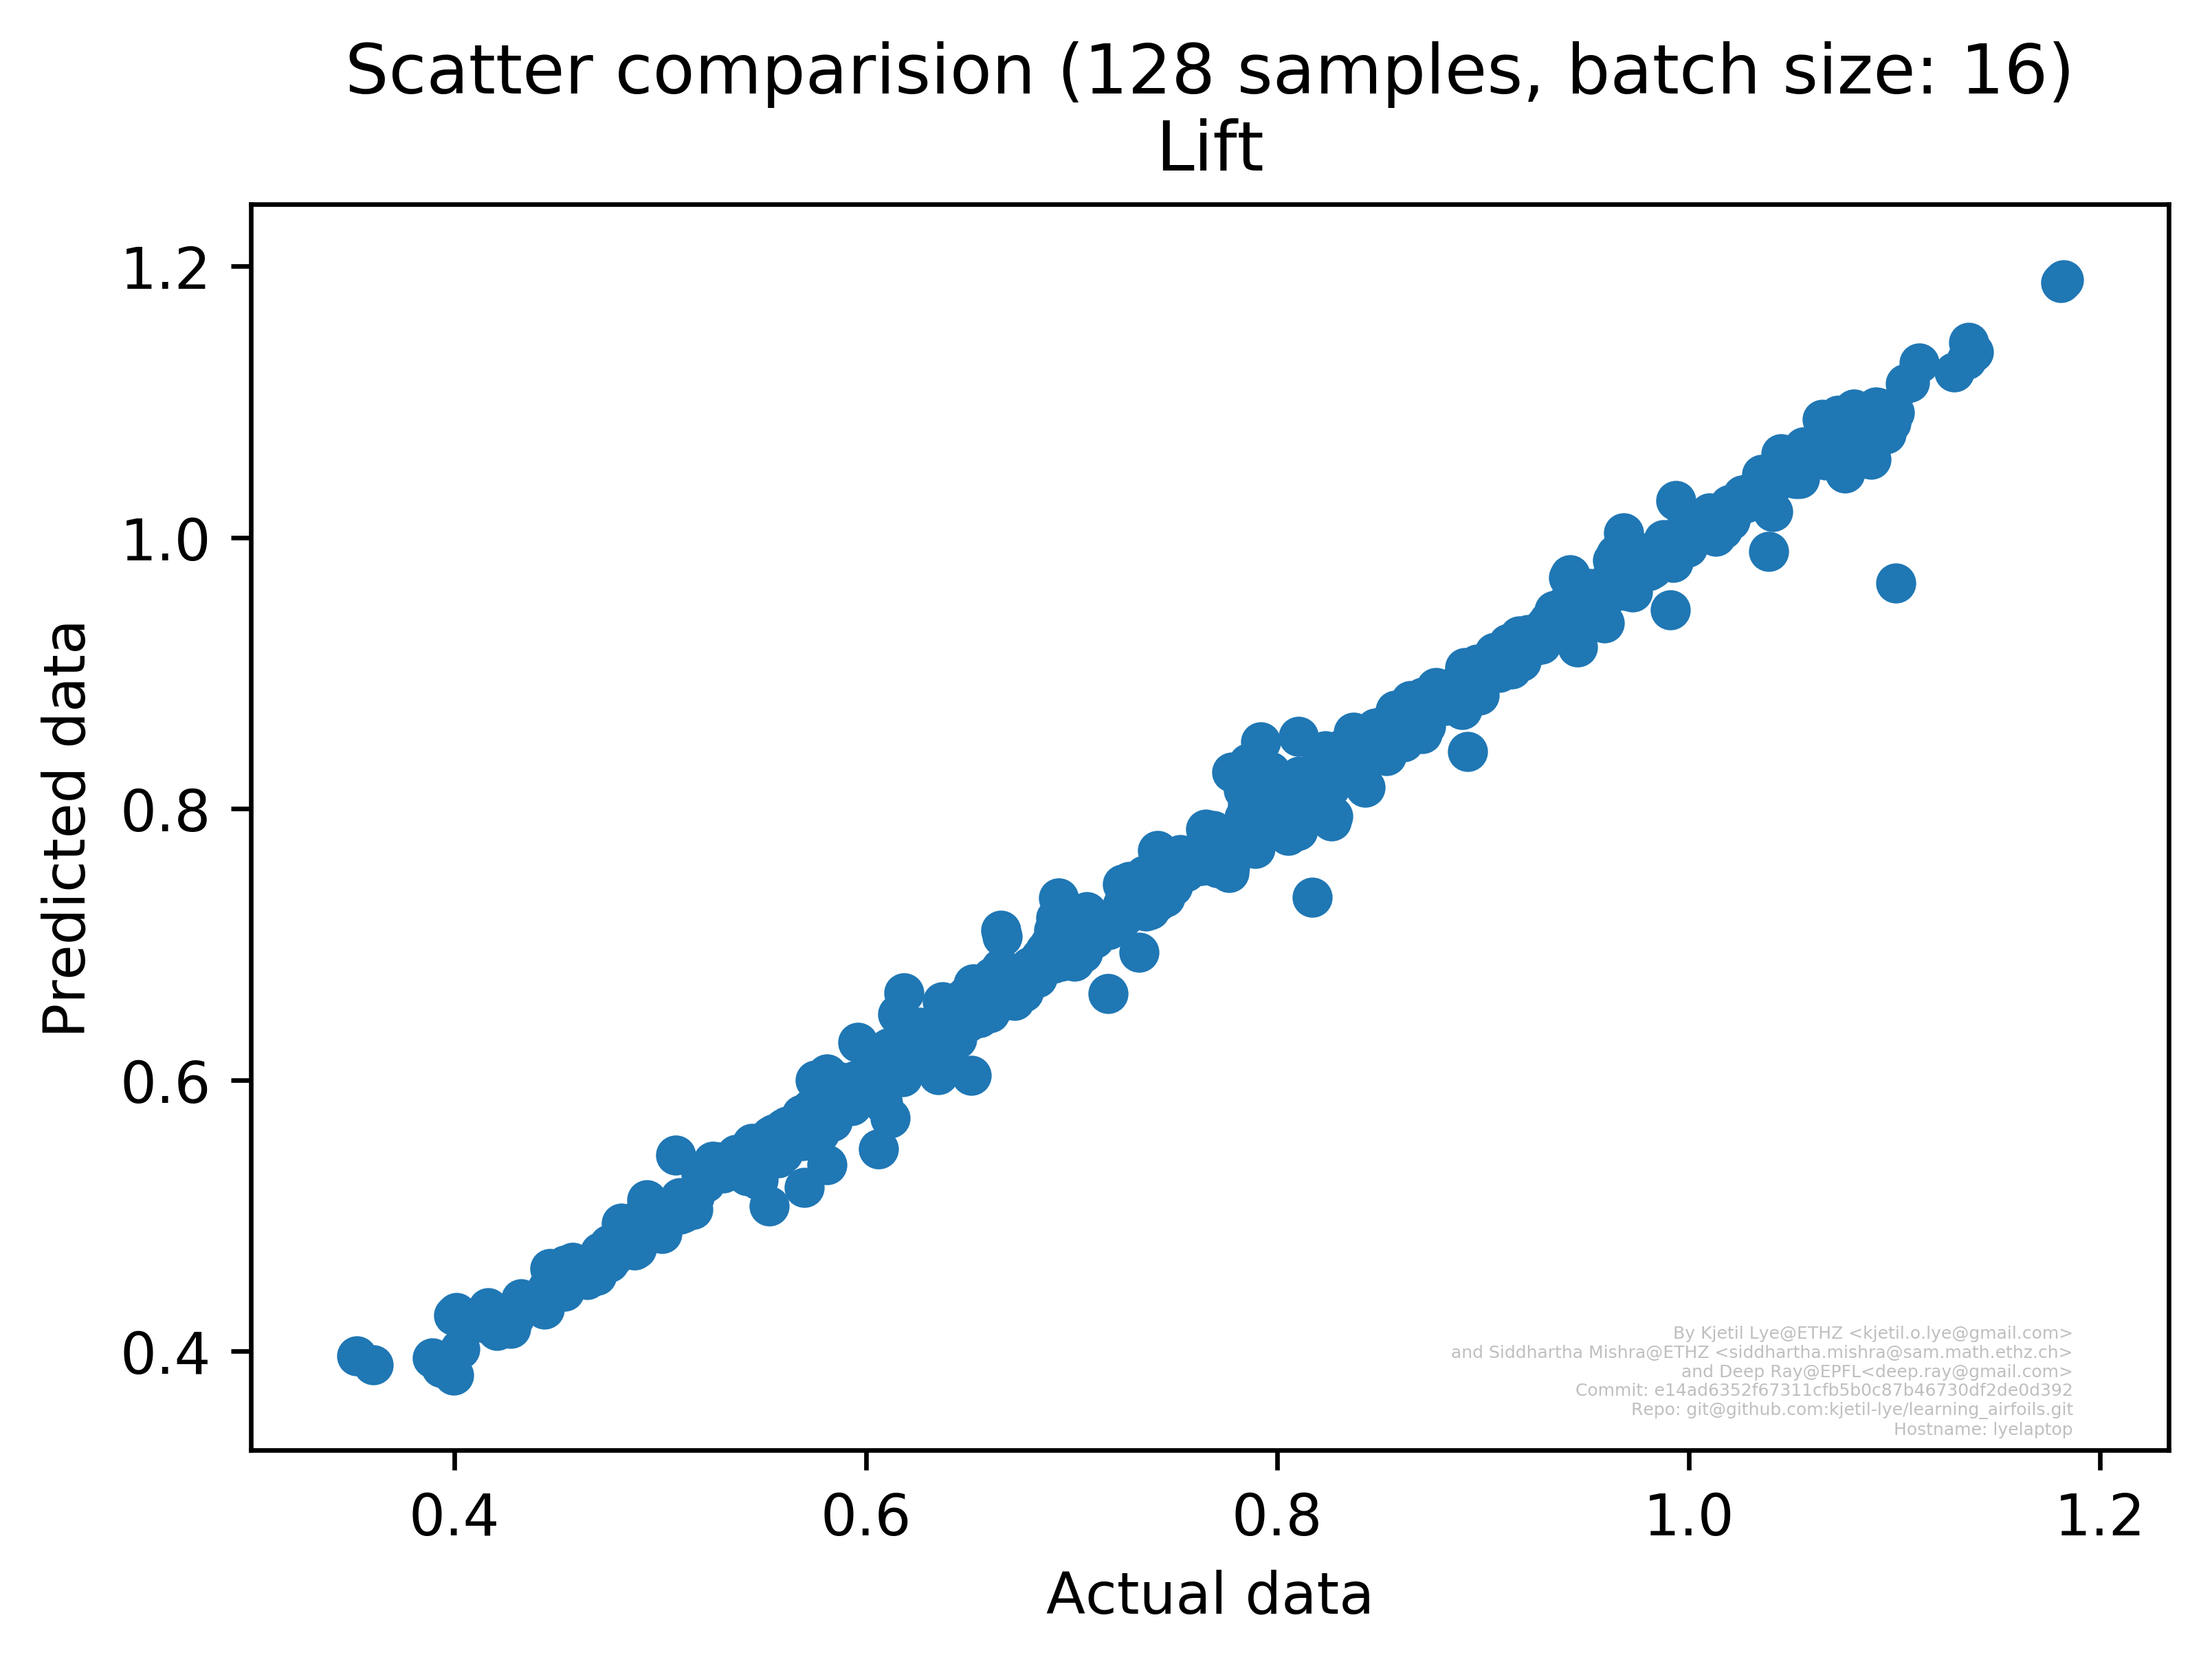 Scatter comparision (128 samples, batch size: 16)
Lift
1.2
1.0
0.8
0.6
0.4
Predicted data
By Kjetil Lye@ETHZ <kjetil.o.lye@gmail.com>
and Siddhartha Mishra@ETHZ <siddhartha.mishra@sam.math.ethz.ch>
and Deep Ray@EPFL<deep.ray@gmail.com>
Commit: e14ad6352f67311cfb5b0c87b46730df2de0d392
Repo: git@github.com:kjetil-lye/learning_airfoils.git
Hostname: lyelaptop
0.4 0.6 0.8 1.0 1.2
Actual data